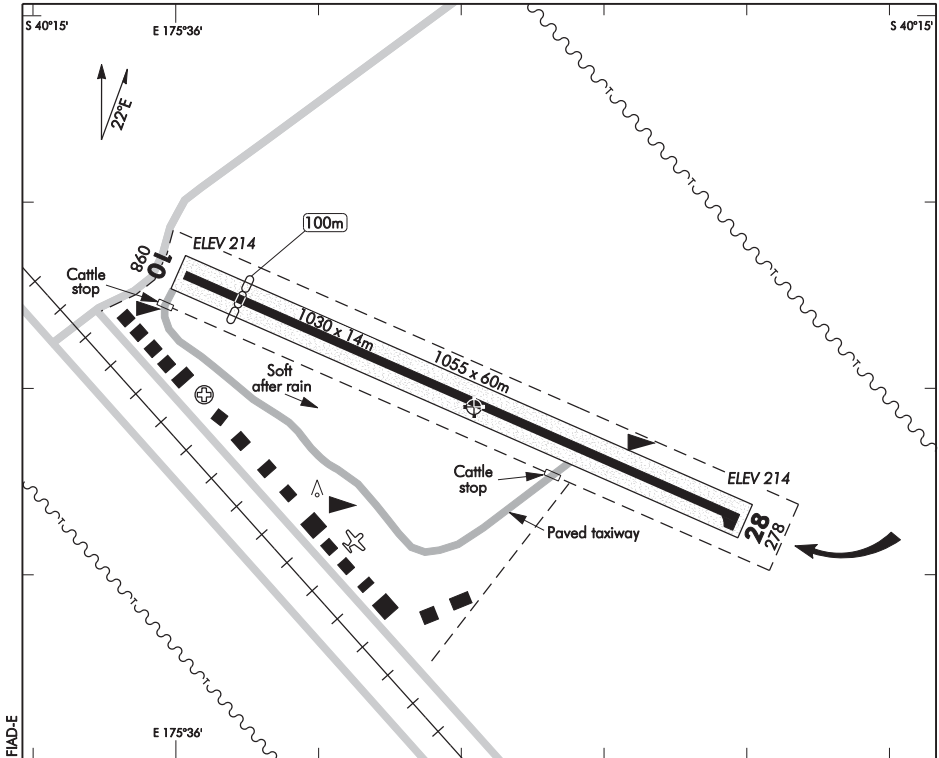 S 40°15'
E 175°36'
S 40°15'
22°E
100m
ELEV 214
098
10
Cattle
stop
1030 x 14m
1055 x 60m
Soft
after rain
Cattle
stop
ELEV 214
28
278
Paved taxiway
T
T
T
T
T
T
T
E 175°36'
FIAD-E